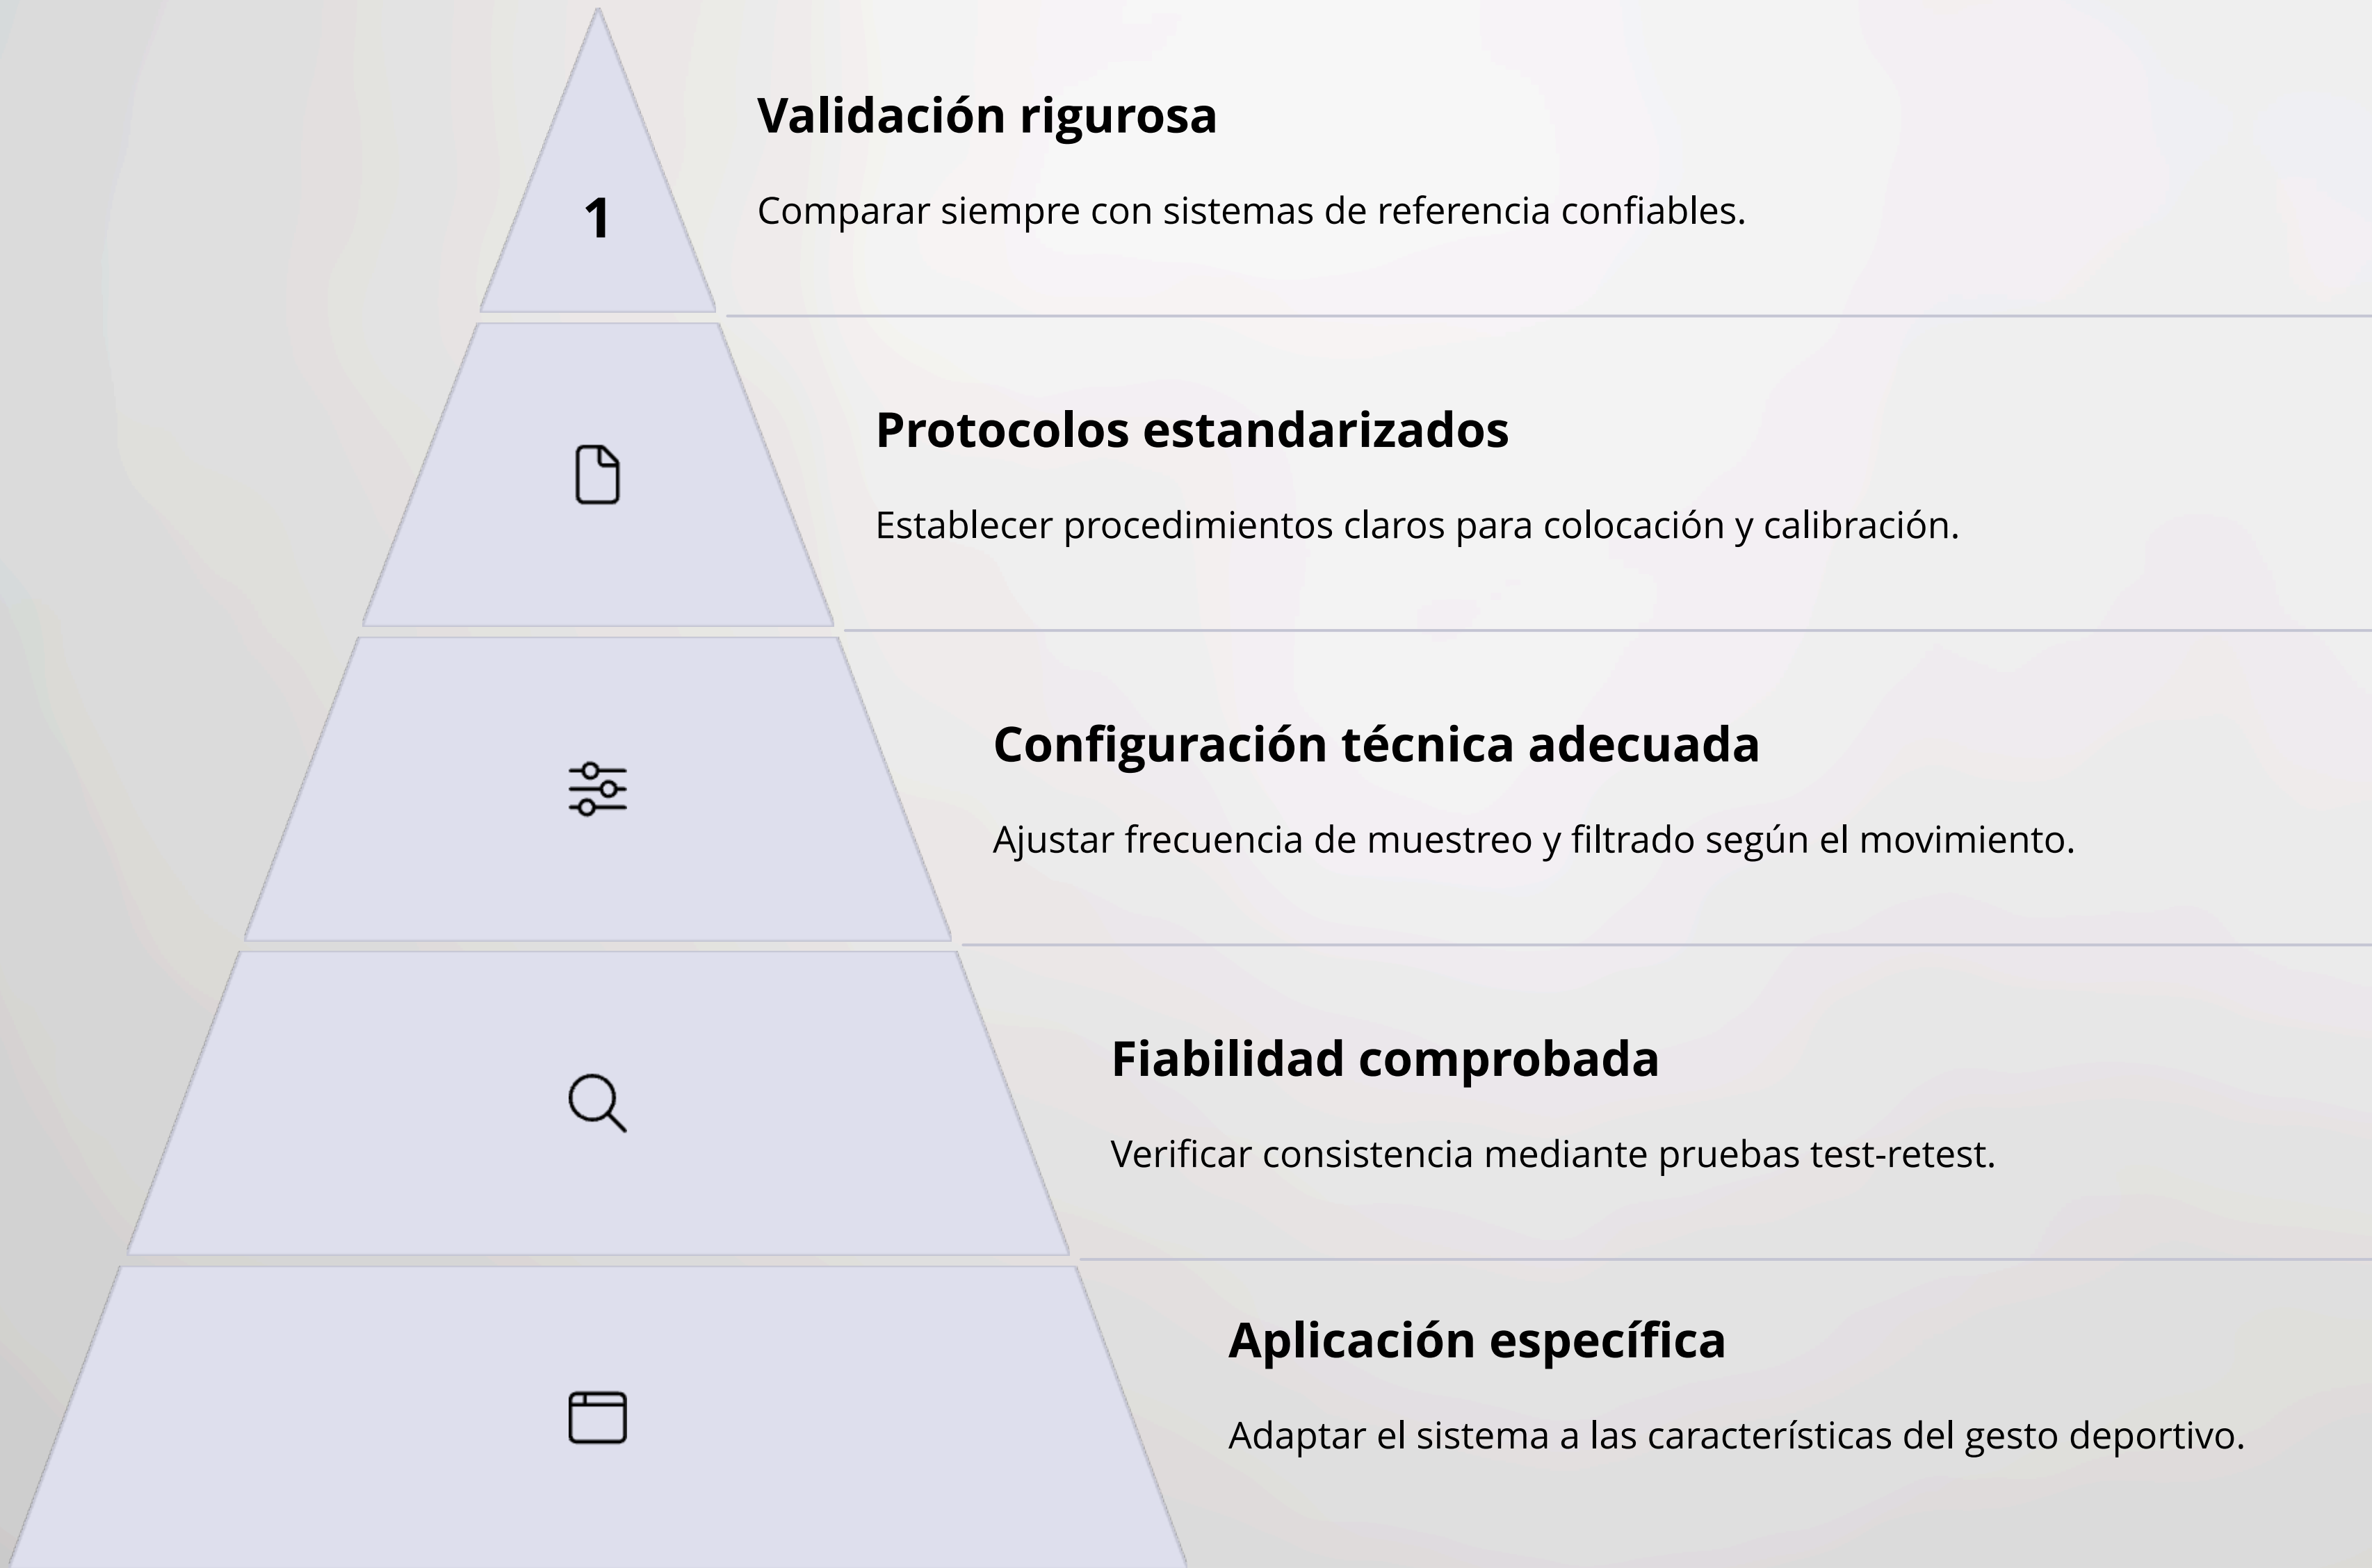 Validación rigurosa
Comparar siempre con sistemas de referencia confiables.
1
Protocolos estandarizados
Establecer procedimientos claros para colocación y calibración.
Configuración técnica adecuada
Ajustar frecuencia de muestreo y filtrado según el movimiento.
Fiabilidad comprobada
Verificar consistencia mediante pruebas test-retest.
Aplicación específica
Adaptar el sistema a las características del gesto deportivo.